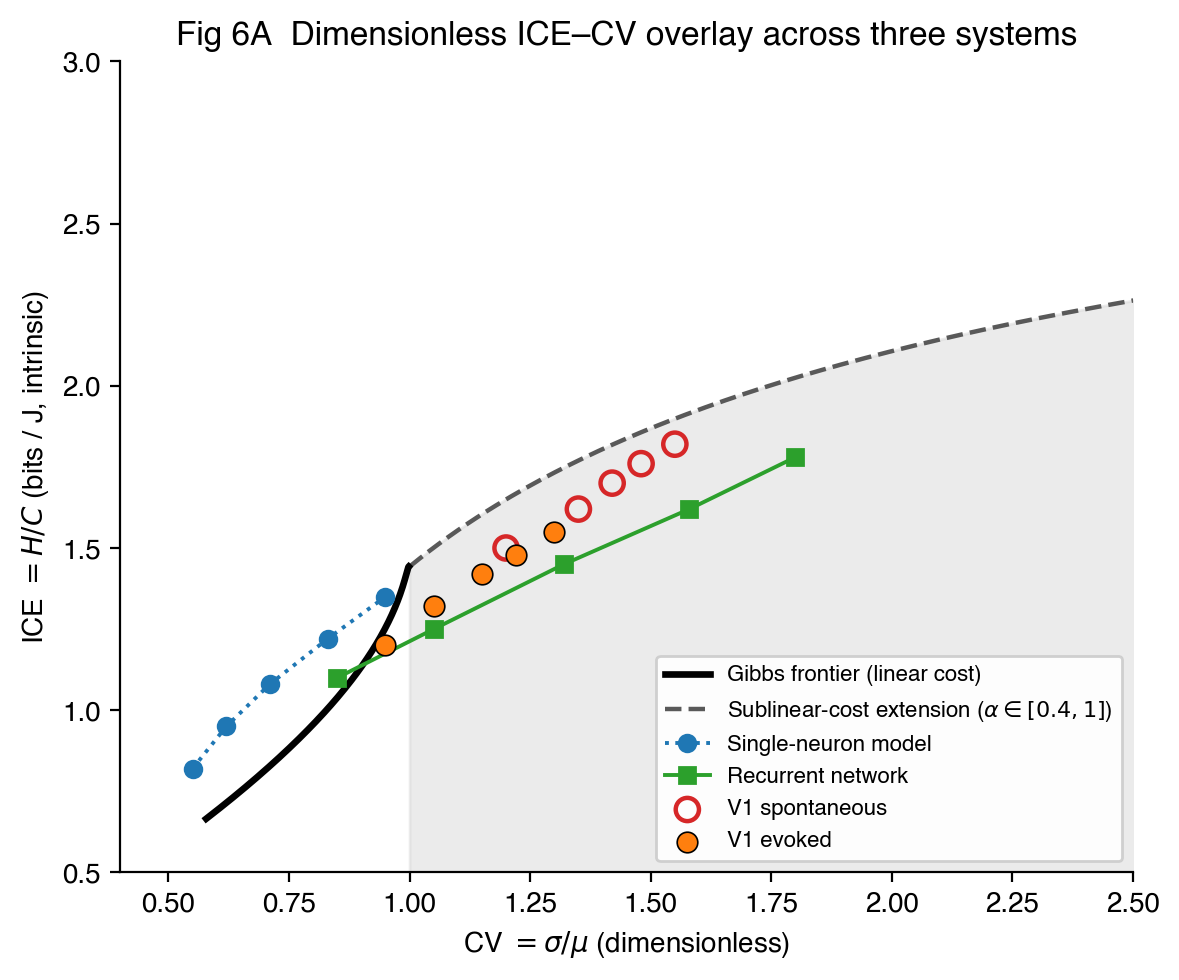 Fig 6A  Dimensionless ICE–CV overlay across three systems
3.0
2.5
2.0
1.5
1.0
0.5
ICE = H/C (bits / J, intrinsic)
Gibbs frontier (linear cost)
Sublinear-cost extension (α ∈ [0.4, 1])
Single-neuron model
Recurrent network
V1 spontaneous
V1 evoked
0.50 0.75 1.00 1.25 1.50 1.75 2.00 2.25 2.50
CV = σ/μ (dimensionless)